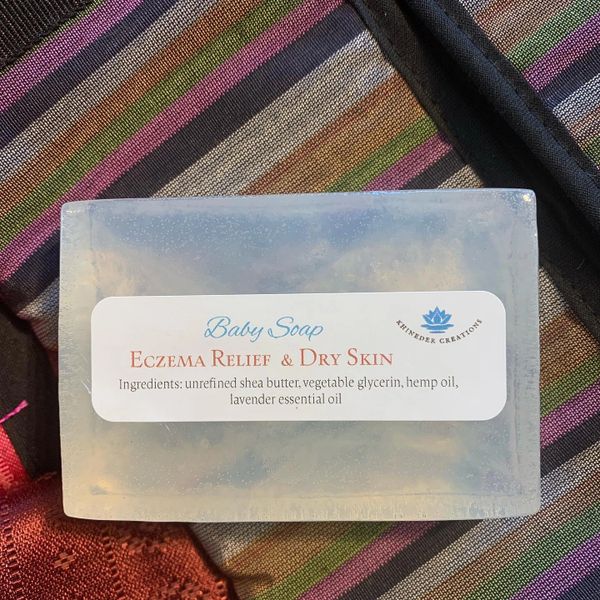 Baby Soap
KHINEDER CREATIONS
Eczema Relief & Dry Skin
Ingredients: unrefined shea butter, vegetable glycerin, hemp oil,
lavender essential oil